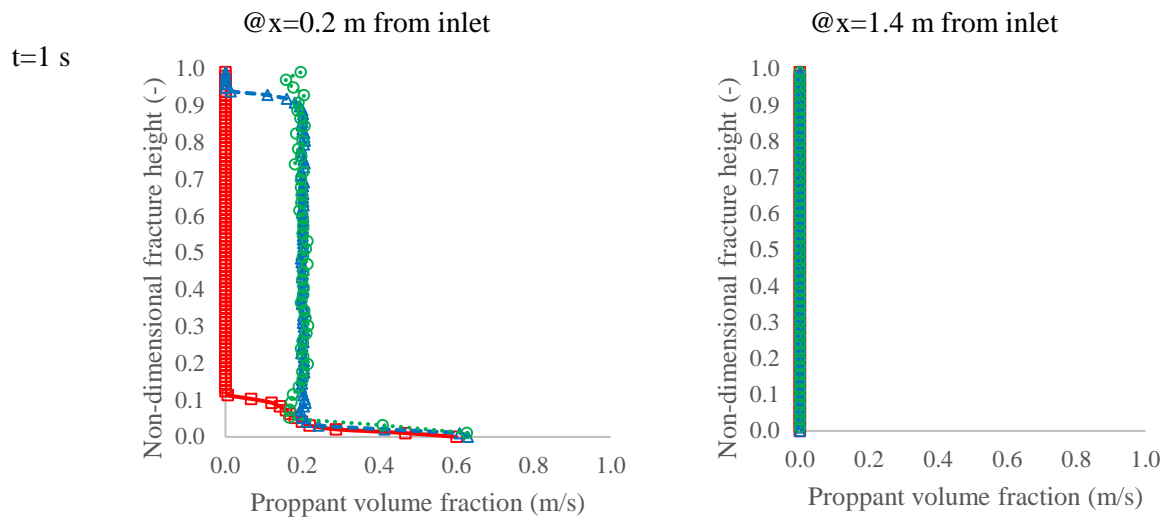 @x=0.2 m from inlet
@x=1.4 m from inlet
t=1 s
Non-dimensional fracture height (-)
1.0
0.9
0.8
0.7
0.6
0.5
0.4
0.3
0.2
0.1
0.0
0.0 0.2 0.4 0.6 0.8 1.0
Proppant volume fraction (m/s)
Non-dimensional fracture height (-)
1.0
0.9
0.8
0.7
0.6
0.5
0.4
0.3
0.2
0.1
0.0
0.0 0.2 0.4 0.6 0.8 1.0
Proppant volume fraction (m/s)